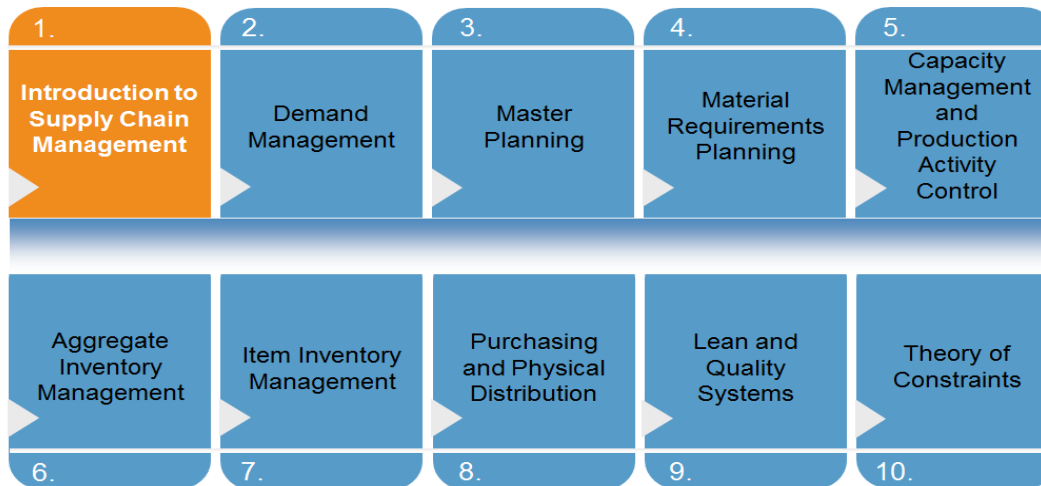 1.
Introduction to
Supply Chain
Management
2.
Demand
Management
3.
Master
Planning
4.
Material
Requirements
Planning
5.
Capacity
Management
and
Production
Activity
Control
Aggregate
Inventory
Management
6.
Item Inventory
Management
7.
Purchasing
and Physical
Distribution
8.
Lean and
Quality
Systems
9.
Theory of
Constraints
10.